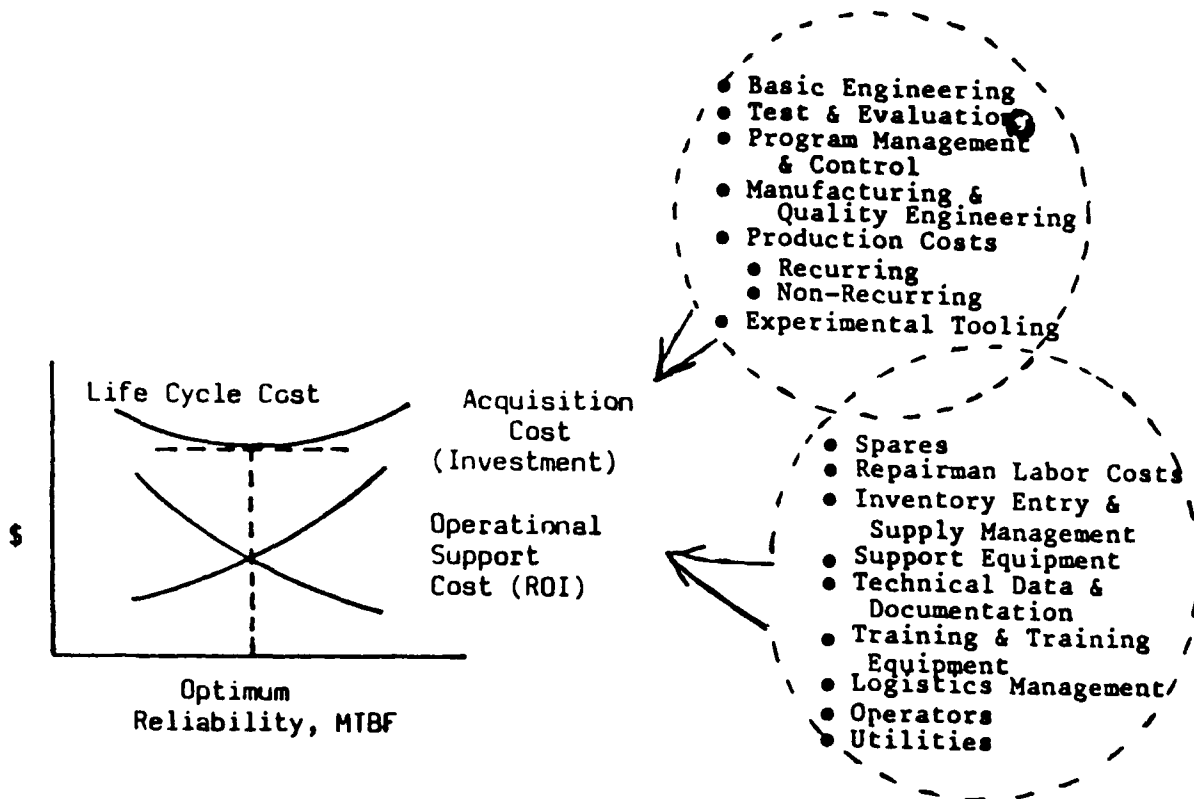 ● Basic Engineering
● Test & Evaluation
● Program Management
& Control
● Manufacturing &
Quality Engineering
● Production Costs
● Recurring
● Non-Recurring
● Experimental Tooling
Life Cycle Cost
Acquisition
Cost
(Investment)
Operational
Support
Cost (ROI)
$
Optimum
Reliability, MTBF
● Spares
● Repairman Labor Costs
● Inventory Entry &
Supply Management
● Support Equipment
● Technical Data &
Documentation
● Training & Training
Equipment
● Logistics Management
● Operators
● Utilities